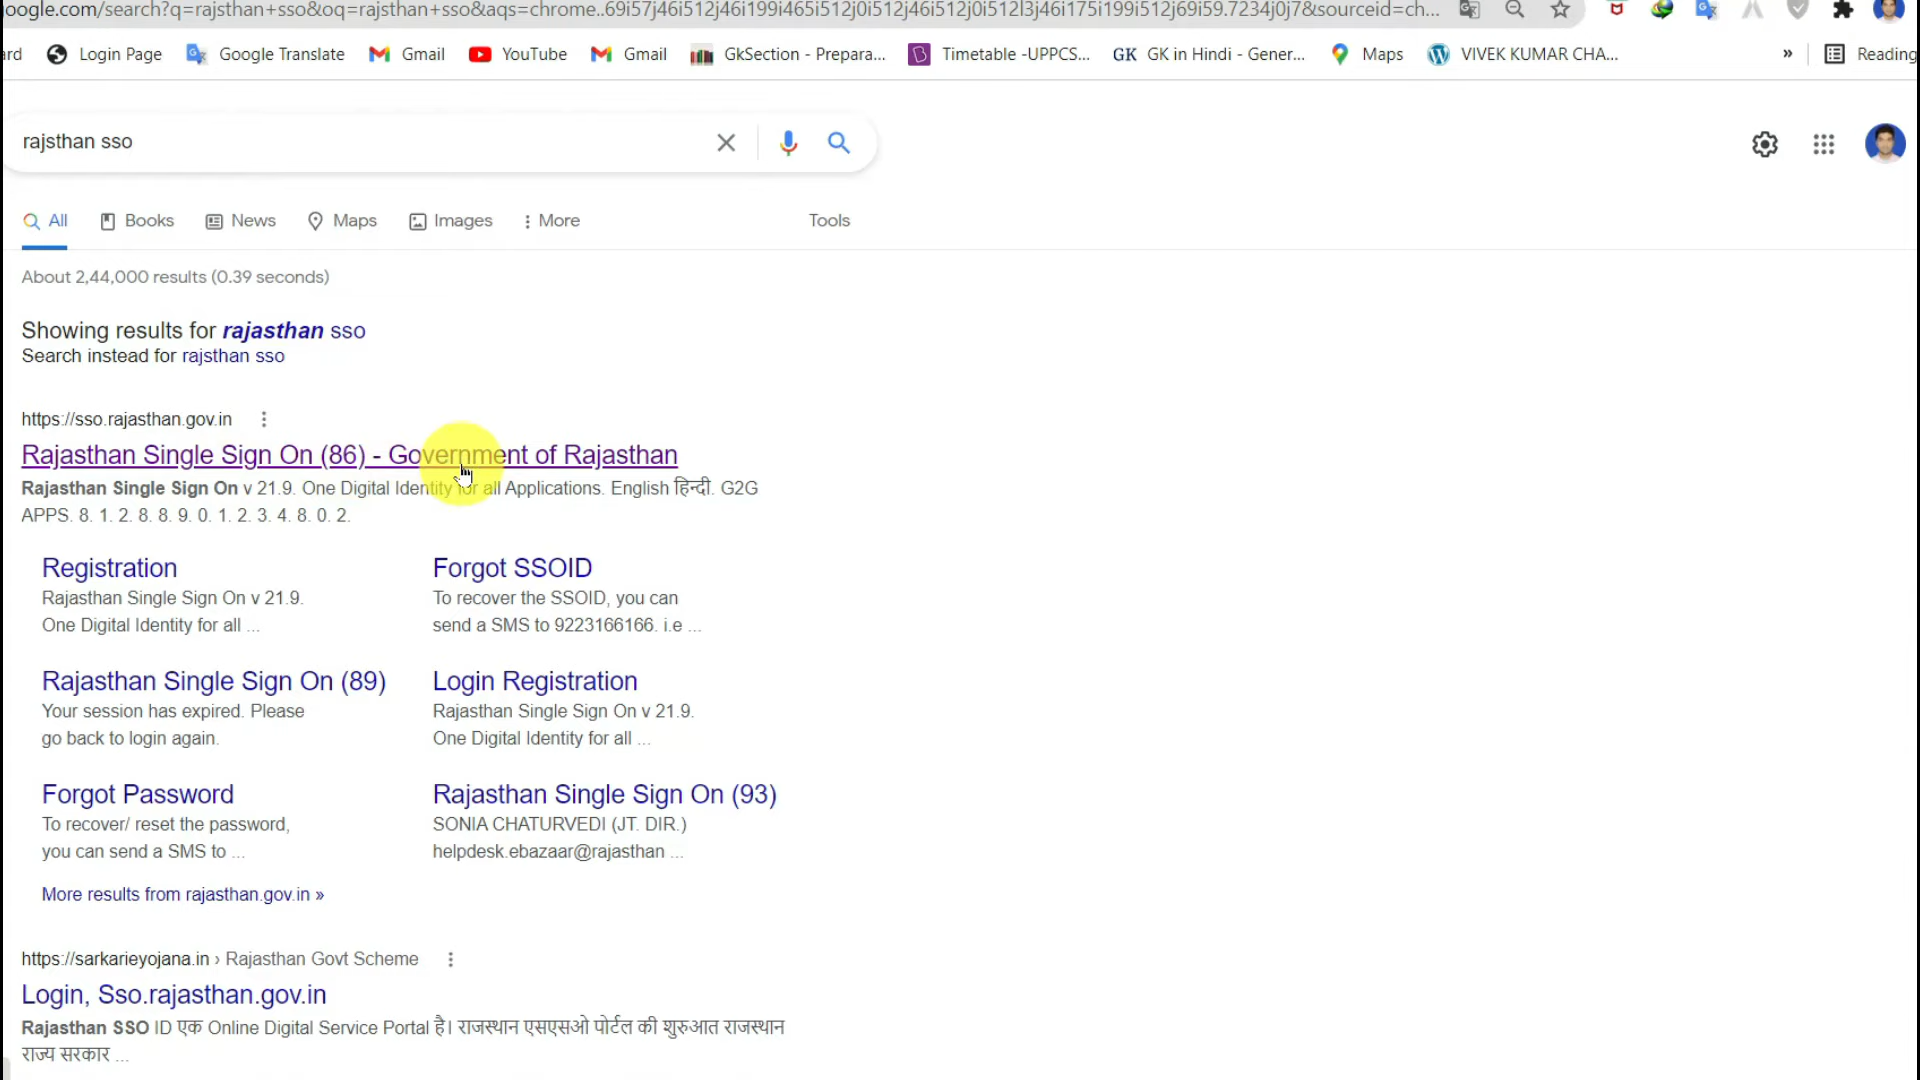 oogle.com/search?q=rajsthan+sso&oq=rajsthan+sso&aqs=chrome..69i57j46i512j46i199i465i512j0i512j46i512j0i512l3j46i175i199i512j69i59.7234j0j7&sourceid=ch...
ard Login Page Google Translate Gmail YouTube Gmail GkSection - Prepara... Timetable -UPPCS... GK GK in Hindi - Gener... Maps VIVEK KUMAR CHA... » Reading
rajsthan sso
All Books News Maps Images More Tools
About 2,44,000 results (0.39 seconds)
Showing results for rajasthan sso
Search instead for rajsthan sso
https://sso.rajasthan.gov.in
Rajasthan Single Sign On (86) - Government of Rajasthan
Rajasthan Single Sign On v 21.9. One Digital Identity for all Applications. English हिन्दी. G2G
APPS. 8. 1. 2. 8. 8. 9. 0. 1. 2. 3. 4. 8. 0. 2.
Registration Forgot SSOID
Rajasthan Single Sign On v 21.9. To recover the SSOID, you can
One Digital Identity for all ... send a SMS to 9223166166. i.e ...
Rajasthan Single Sign On (89) Login Registration
Your session has expired. Please Rajasthan Single Sign On v 21.9.
go back to login again. One Digital Identity for all ...
Forgot Password Rajasthan Single Sign On (93)
To recover/ reset the password, SONIA CHATURVEDI (JT. DIR.)
you can send a SMS to ... helpdesk.ebazaar@rajasthan ...
More results from rajasthan.gov.in »
https://sarkarieyojana.in › Rajasthan Govt Scheme
Login, Sso.rajasthan.gov.in
Rajasthan SSO ID एक Online Digital Service Portal है। राजस्थान एसएसओ पोर्टल की शुरुआत राजस्थान
राज्य सरकार ...